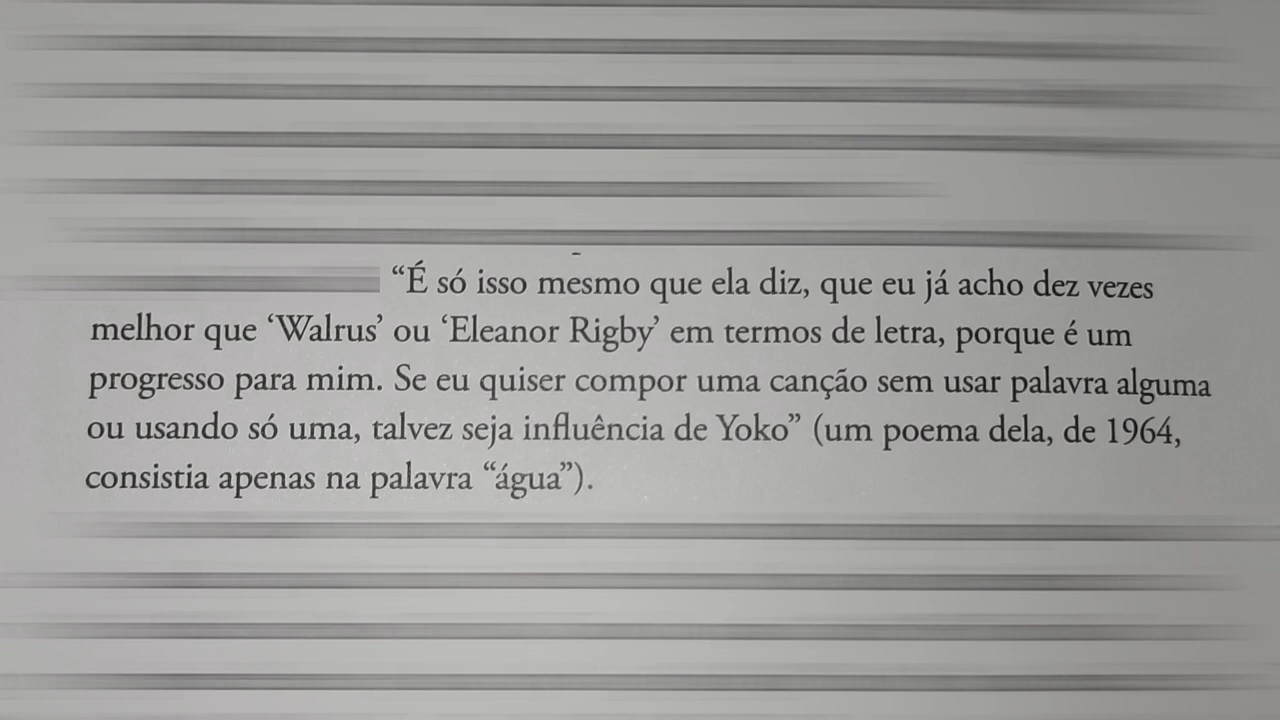 “É só isso mesmo que ela diz, que eu já acho dez vezes
melhor que ‘Walrus’ ou ‘Eleanor Rigby’ em termos de letra, porque é um
progresso para mim. Se eu quiser compor uma canção sem usar palavra alguma
ou usando só uma, talvez seja influência de Yoko” (um poema dela, de 1964,
consistia apenas na palavra “água”).